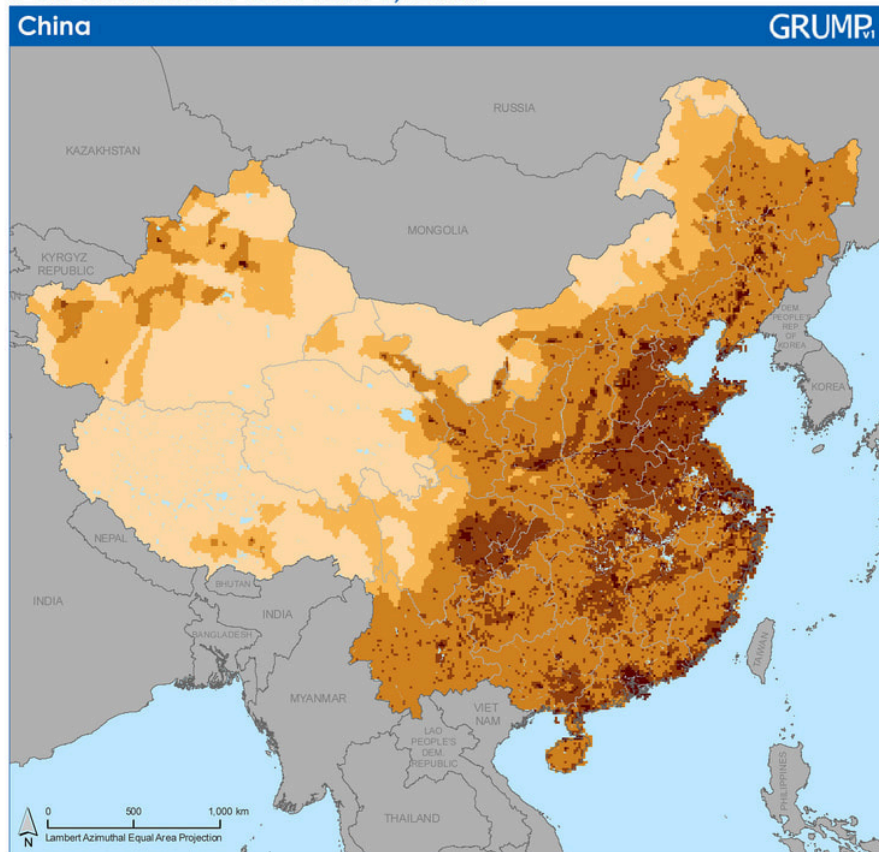 China
GRUMP v1
RUSSIA
KAZAKHSTAN
MONGOLIA
KYRGYZ
REPUBLIC
DEM.
PEOPLE'S
REP
OF
KOREA
KOREA
NEPAL
BHUTAN
INDIA
INDIA
BANGLADESH
TAIWAN
MYANMAR
VIET
NAM
LAO
PEOPLE'S
DEM.
REPUBLIC
PHILIPPINES
THAILAND
0 500 1,000 km
Lambert Azimuthal Equal Area Projection
N